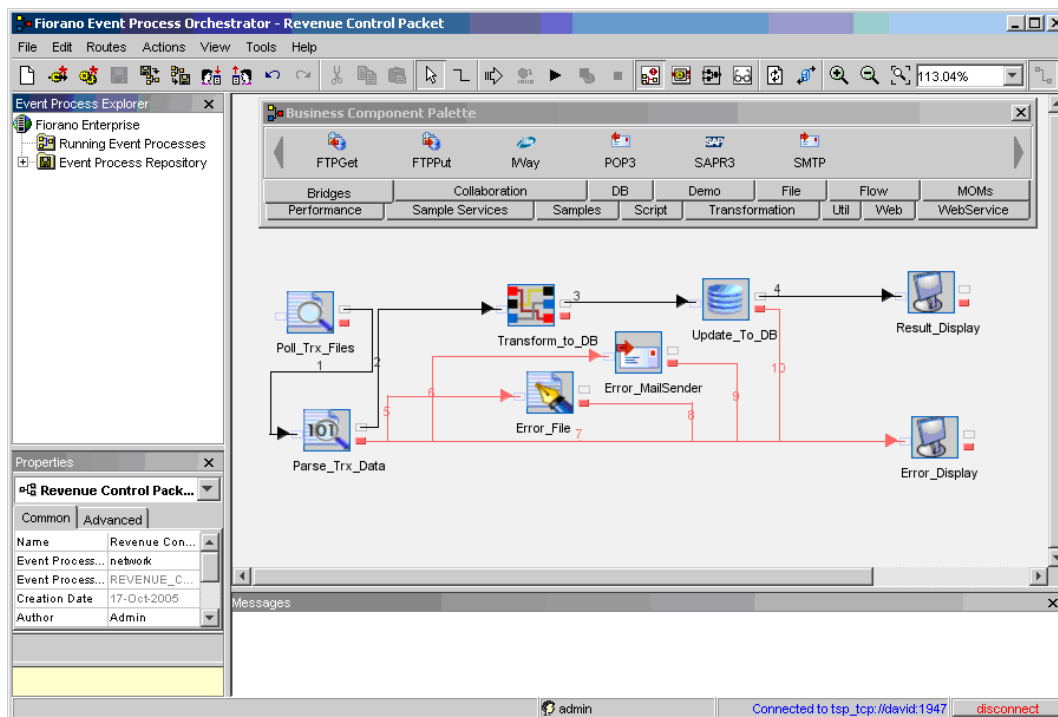 Fiorano Event Process Orchestrator - Revenue Control Packet
File Edit Routes Actions View Tools Help
113.04%
Event Process Explorer
Fiorano Enterprise
Running Event Processes
Event Process Repository
Business Component Palette
FTPGet FTPPut IWay POP3 SAPR3 SMTP
Bridges Collaboration DB Demo File Flow MOMs
Performance Sample Services Samples Script Transformation Util Web WebService
Poll_Trx_Files
Transform_to_DB
Update_To_DB
Result_Display
Error_MailSender
Error_File
101
Parse_Trx_Data
Error_Display
1
2
3
4
5
6
7
8
9
10
Properties
Revenue Control Pack...
Common Advanced
Name Revenue Con...
Event Process... network
Event Process... REVENUE_C...
Creation Date 17-Oct-2005
Author Admin
Messages
admin Connected to tsp_tcp://david:1947 disconnect